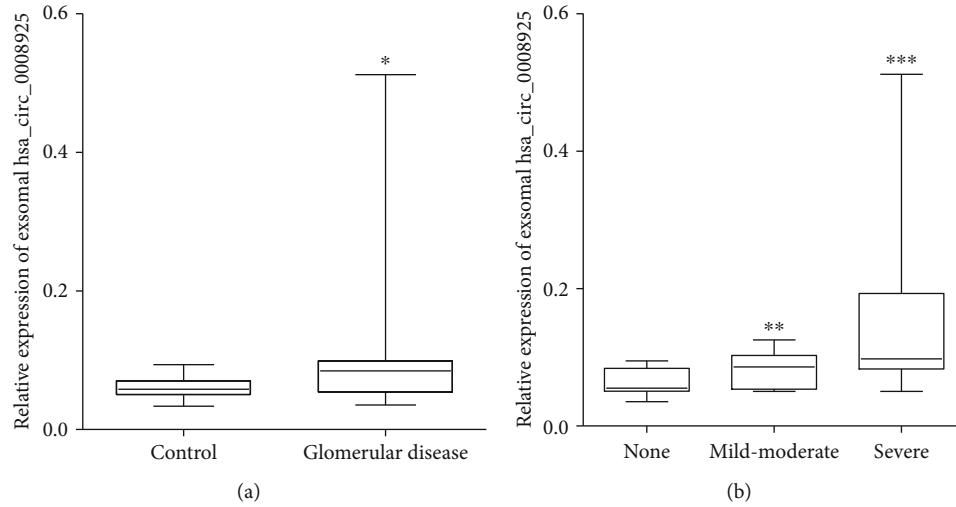 Relative expression of exsomal hsa_circ_0008925
0.6
0.4
0.2
0.0
*
Control
Glomerular disease
(a)
Relative expression of exsomal hsa_circ_0008925
0.6
0.4
0.2
0.0
**
***
None
Mild-moderate
Severe
(b)